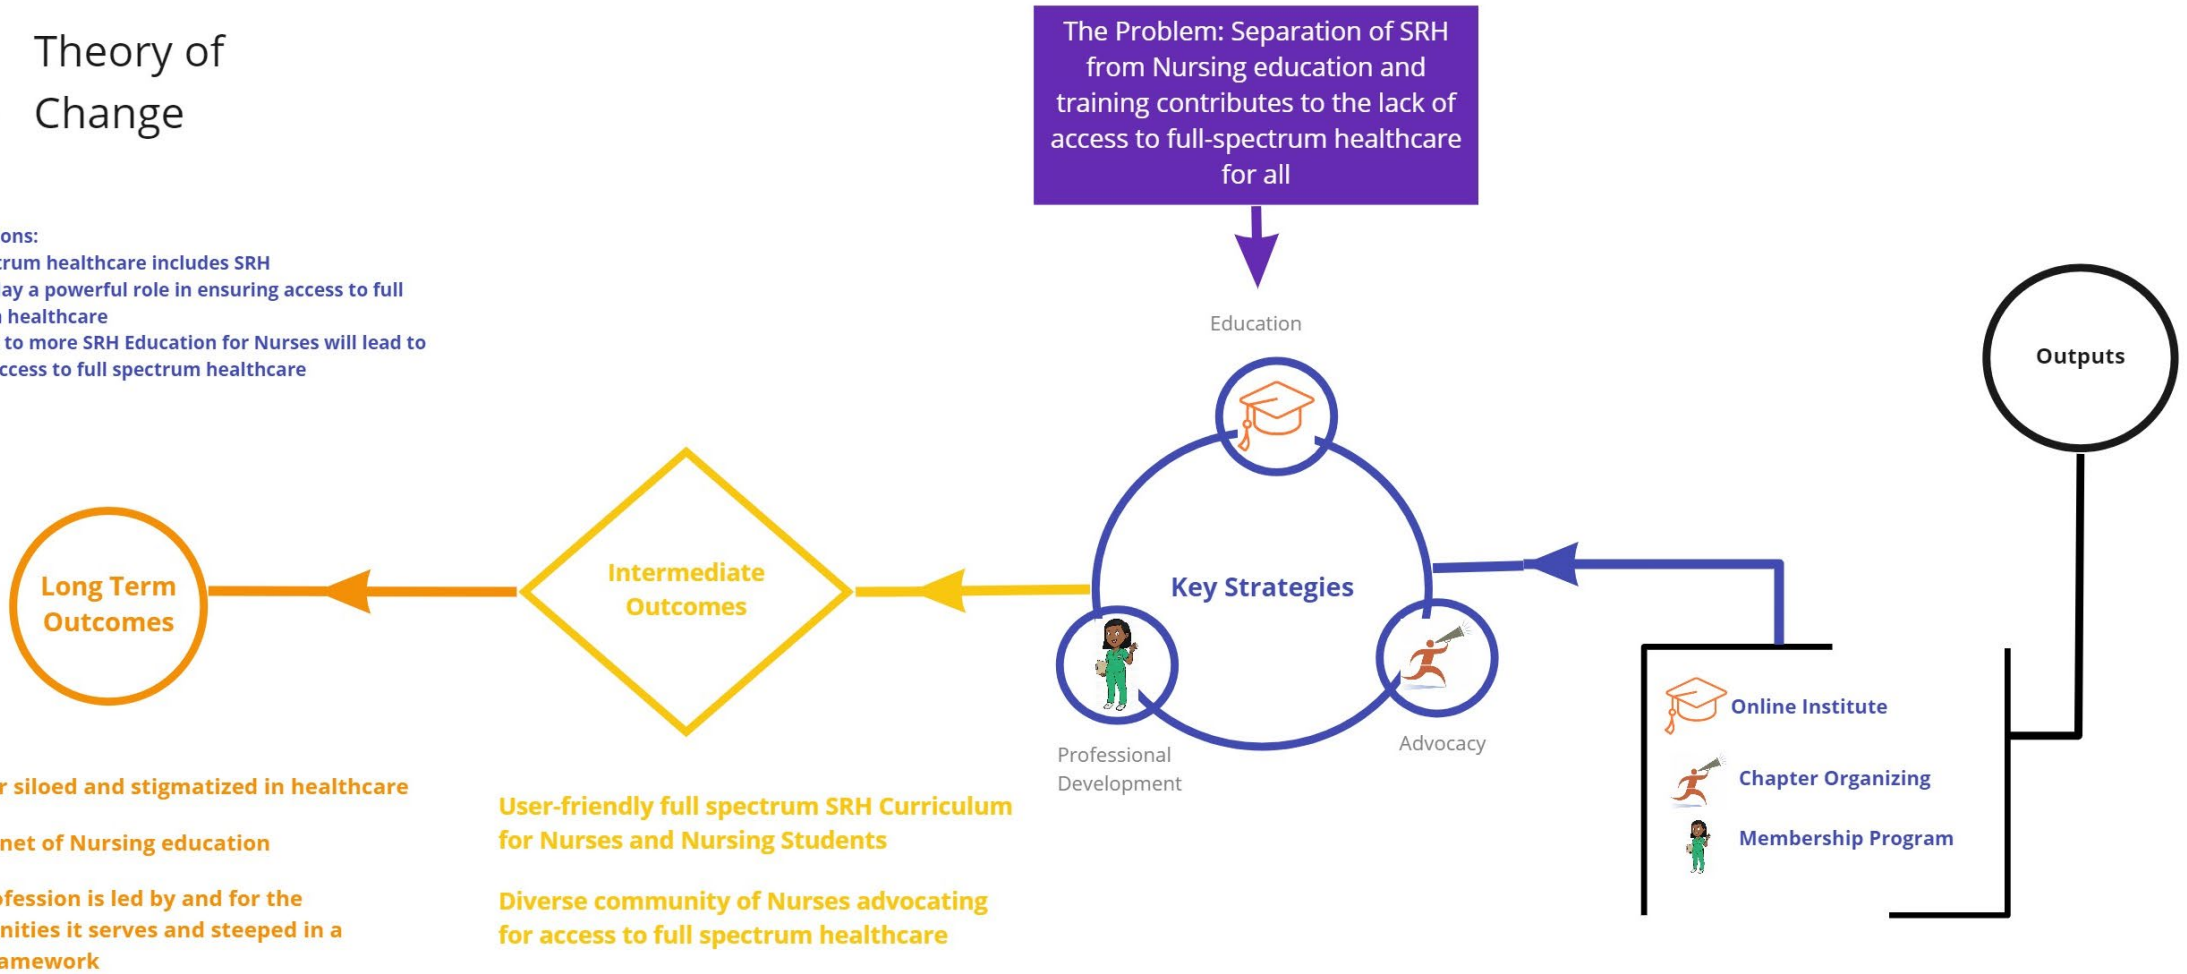 Theory of
Change
The Problem: Separation of SRH
from Nursing education and
training contributes to the lack of
access to full-spectrum healthcare
for all
ons:
trum healthcare includes SRH
lay a powerful role in ensuring access to full
healthcare
to more SRH Education for Nurses will lead to
ccess to full spectrum healthcare
Education
Outputs
Long Term
Outcomes
Intermediate
Outcomes
Key Strategies
Professional
Development
Advocacy
Online Institute
Chapter Organizing
Membership Program
r siloed and stigmatized in healthcare
net of Nursing education
ofession is led by and for the
nities it serves and steeped in a
amework
User-friendly full spectrum SRH Curriculum
for Nurses and Nursing Students
Diverse community of Nurses advocating
for access to full spectrum healthcare